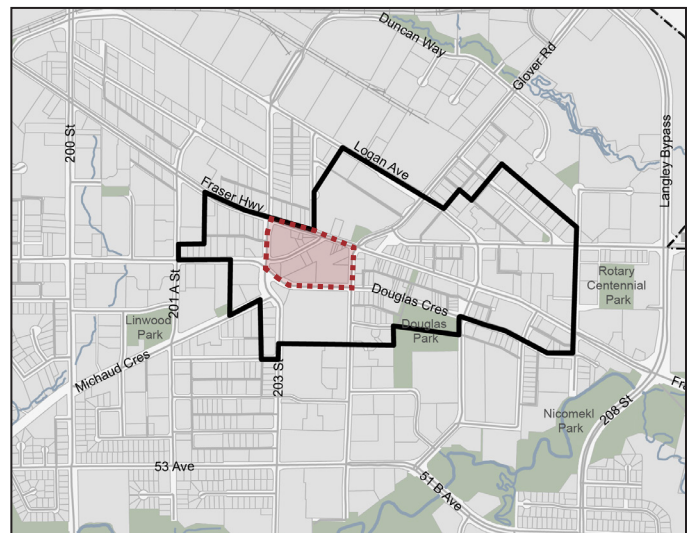 Duncan Way
Glover Rd
200 St
Logan Ave
Langley Bypass
Fraser Hwy
Rotary
Centennial
Park
201 A St
Douglas Cres
Linwood
Park
Douglas
Park
Michaud Cres
203 St
Fre
Nicomekl
Park
208 St
53 Ave
51 B Ave